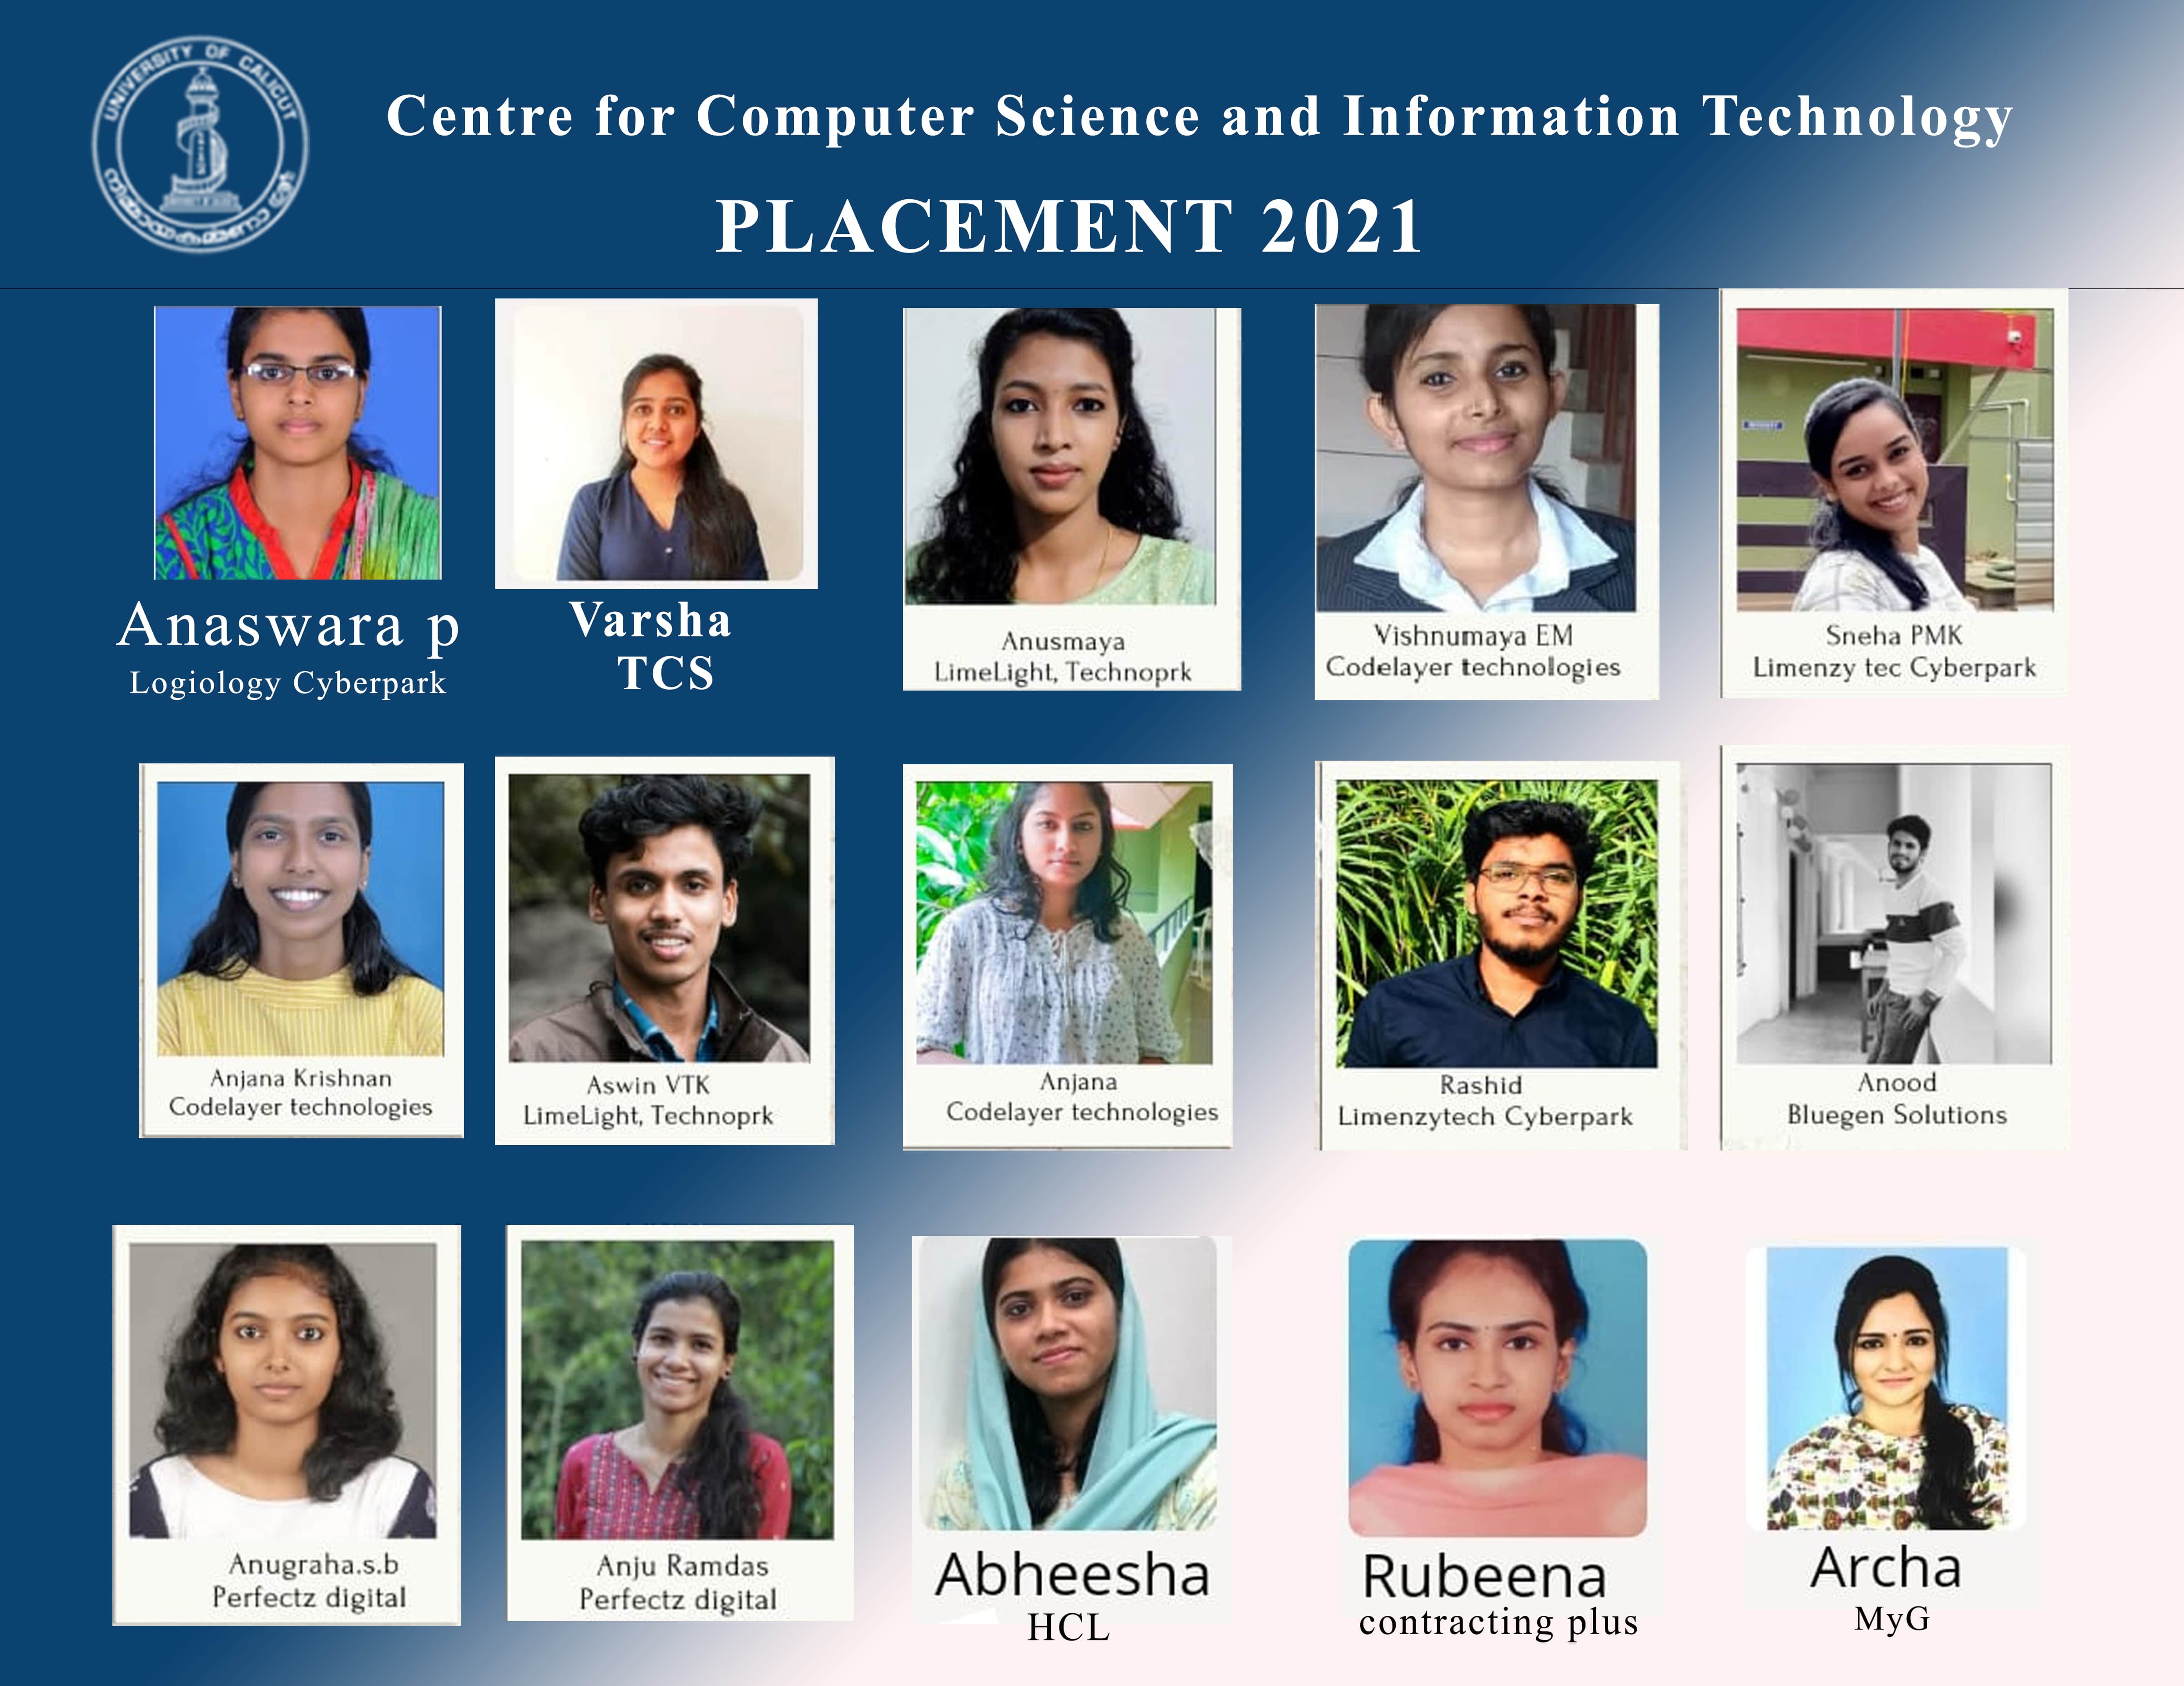 UNIVERSITY OF CALICUT
നിർമ്മായ കർമ്മണാ ശ്രീ
Centre for Computer Science and Information Technology
PLACEMENT 2021
Anaswara p
Logiology Cyberpark
Varsha
TCS
Anusmaya
LimeLight, Technoprk
Vishnumaya EM
Codelayer technologies
Sneha PMK
Limenzy tec Cyberpark
Anjana Krishnan
Codelayer technologies
Aswin VTK
LimeLight, Technoprk
Anjana
Codelayer technologies
Rashid
Limenzytech Cyberpark
Anood
Bluegen Solutions
Anugraha.s.b
Perfectz digital
Anju Ramdas
Perfectz digital
Abheesha
HCL
Rubeena
contracting plus
Archa
MyG